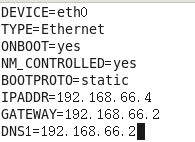 DEVICE=eth0
TYPE=Ethernet
ONBOOT=yes
NM_CONTROLLED=yes
BOOTPROTO=static
IPADDR=192.168.66.4
GATEWAY=192.168.66.2
DNS1=192.168.66.2